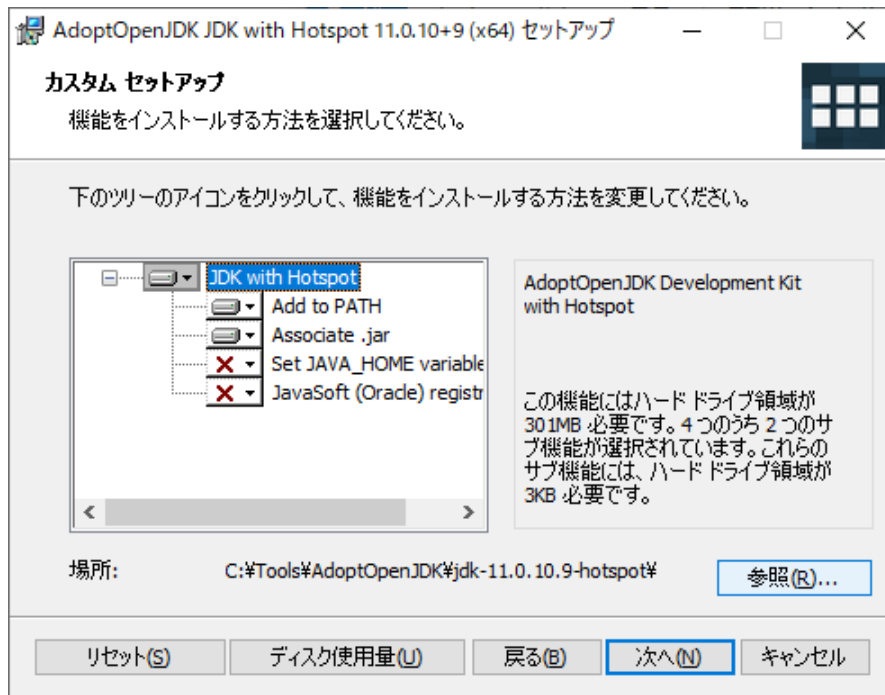 AdoptOpenJDK JDK with Hotspot 11.0.10+9 (x64) セットアップ
カスタム セットアップ
機能をインストールする方法を選択してください。
下のツリーのアイコンをクリックして、機能をインストールする方法を変更してください。
JDK with Hotspot
Add to PATH
Associate .jar
Set JAVA_HOME variable
JavaSoft (Oracle) registr
AdoptOpenJDK Development Kit
with Hotspot
この機能にはハード ドライブ領域が
301MB 必要です。4 つのうち 2 つのサ
ブ機能が選択されています。これらの
サブ機能には、ハード ドライブ領域が
3KB 必要です。
場所: C:¥Tools¥AdoptOpenJDK¥jdk-11.0.10.9-hotspot¥ 参照(R)...
リセット(S) ディスク使用量(U) 戻る(B) 次へ(N) キャンセル